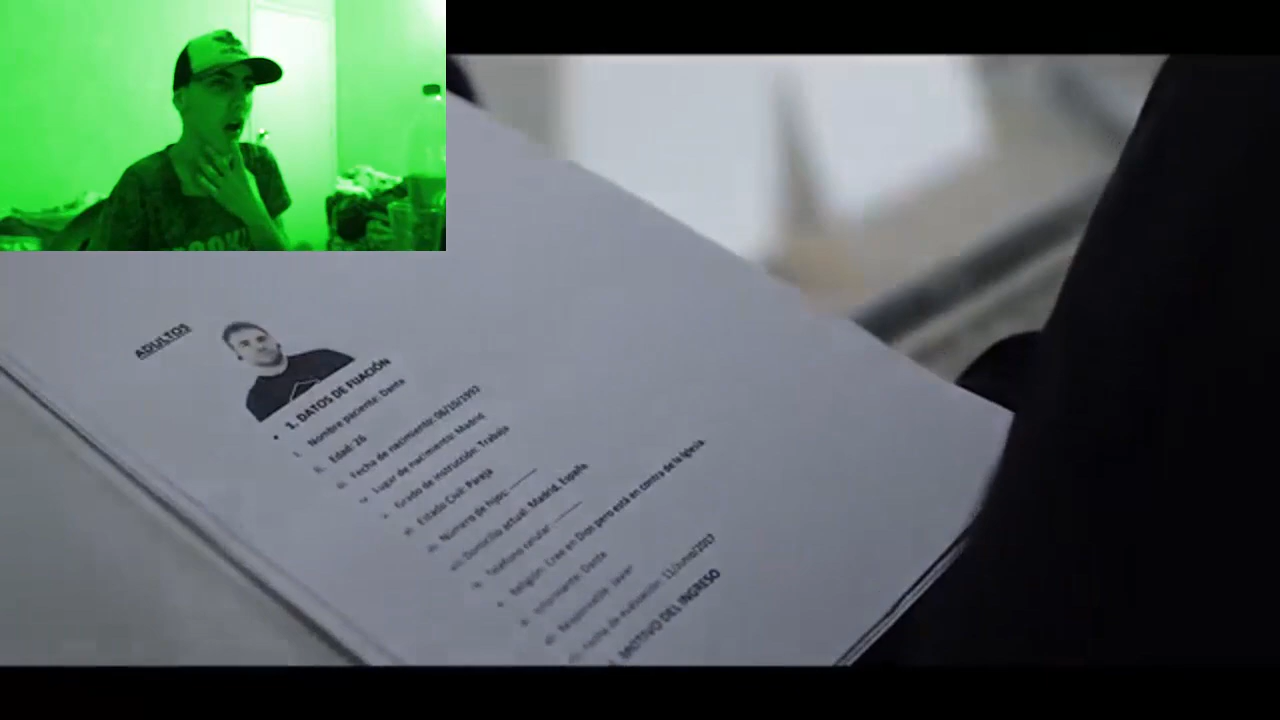 ADULTOS
1. DATOS DE FIJACIÓN
Nombre paciente: Dante
Edad: 26
Fecha de nacimiento: 06/10/1992
Lugar de nacimiento: Madrid
Grado de instrucción: Trabaja
Estado Civil: Pareja
Número de hijos:
Domicilio actual: Madrid, España
Teléfono celular:
Religión: Cree en Dios pero está en contra de la Iglesia.
Informante: Dante
Responsable: Javier
Fecha de evaluación: 11/junio/2017
MOTIVO DEL INGRESO